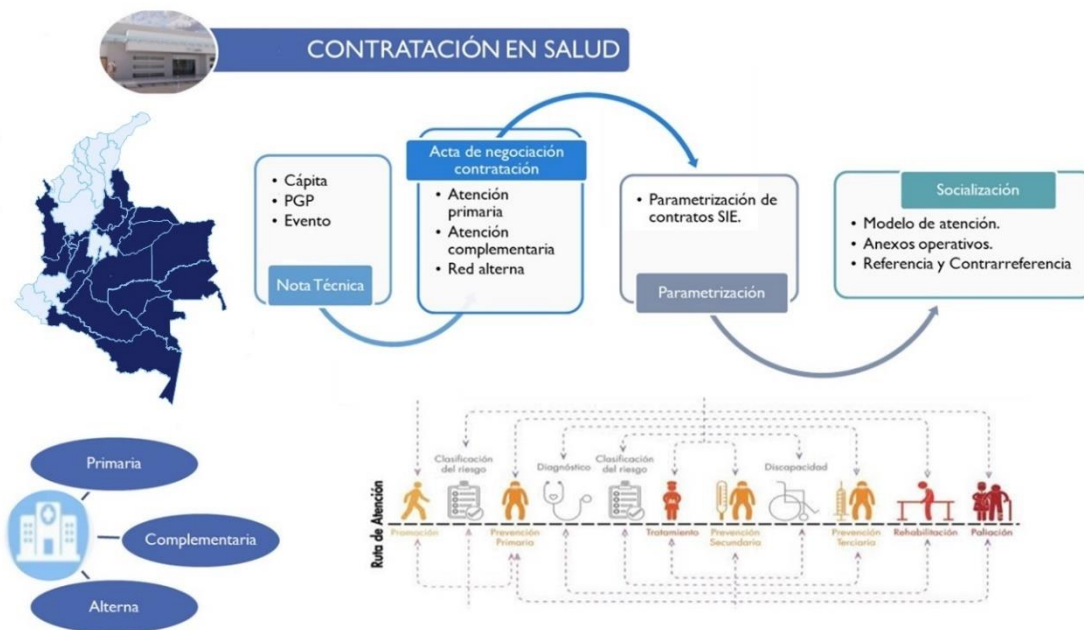 CONTRATACIÓN EN SALUD
• Cápita
• PGP
• Evento
Nota Técnica
Acta de negociación
contratación
• Atención
primaria
• Atención
complementaria
• Red alterna
• Parametrización de
contratos SIE.
Parametrización
Socialización
• Modelo de atención.
• Anexos operativos.
• Referencia y Contrarreferencia
Primaria
Complementaria
Alterna
Ruta de Atención
Clasificación
del riesgo
Diagnóstico
Clasificación
del riesgo
Discapacidad
Promoción
Prevención
Primaria
Tratamiento
Prevención
Secundaria
Prevención
Terciaria
Rehabilitación
Paliación